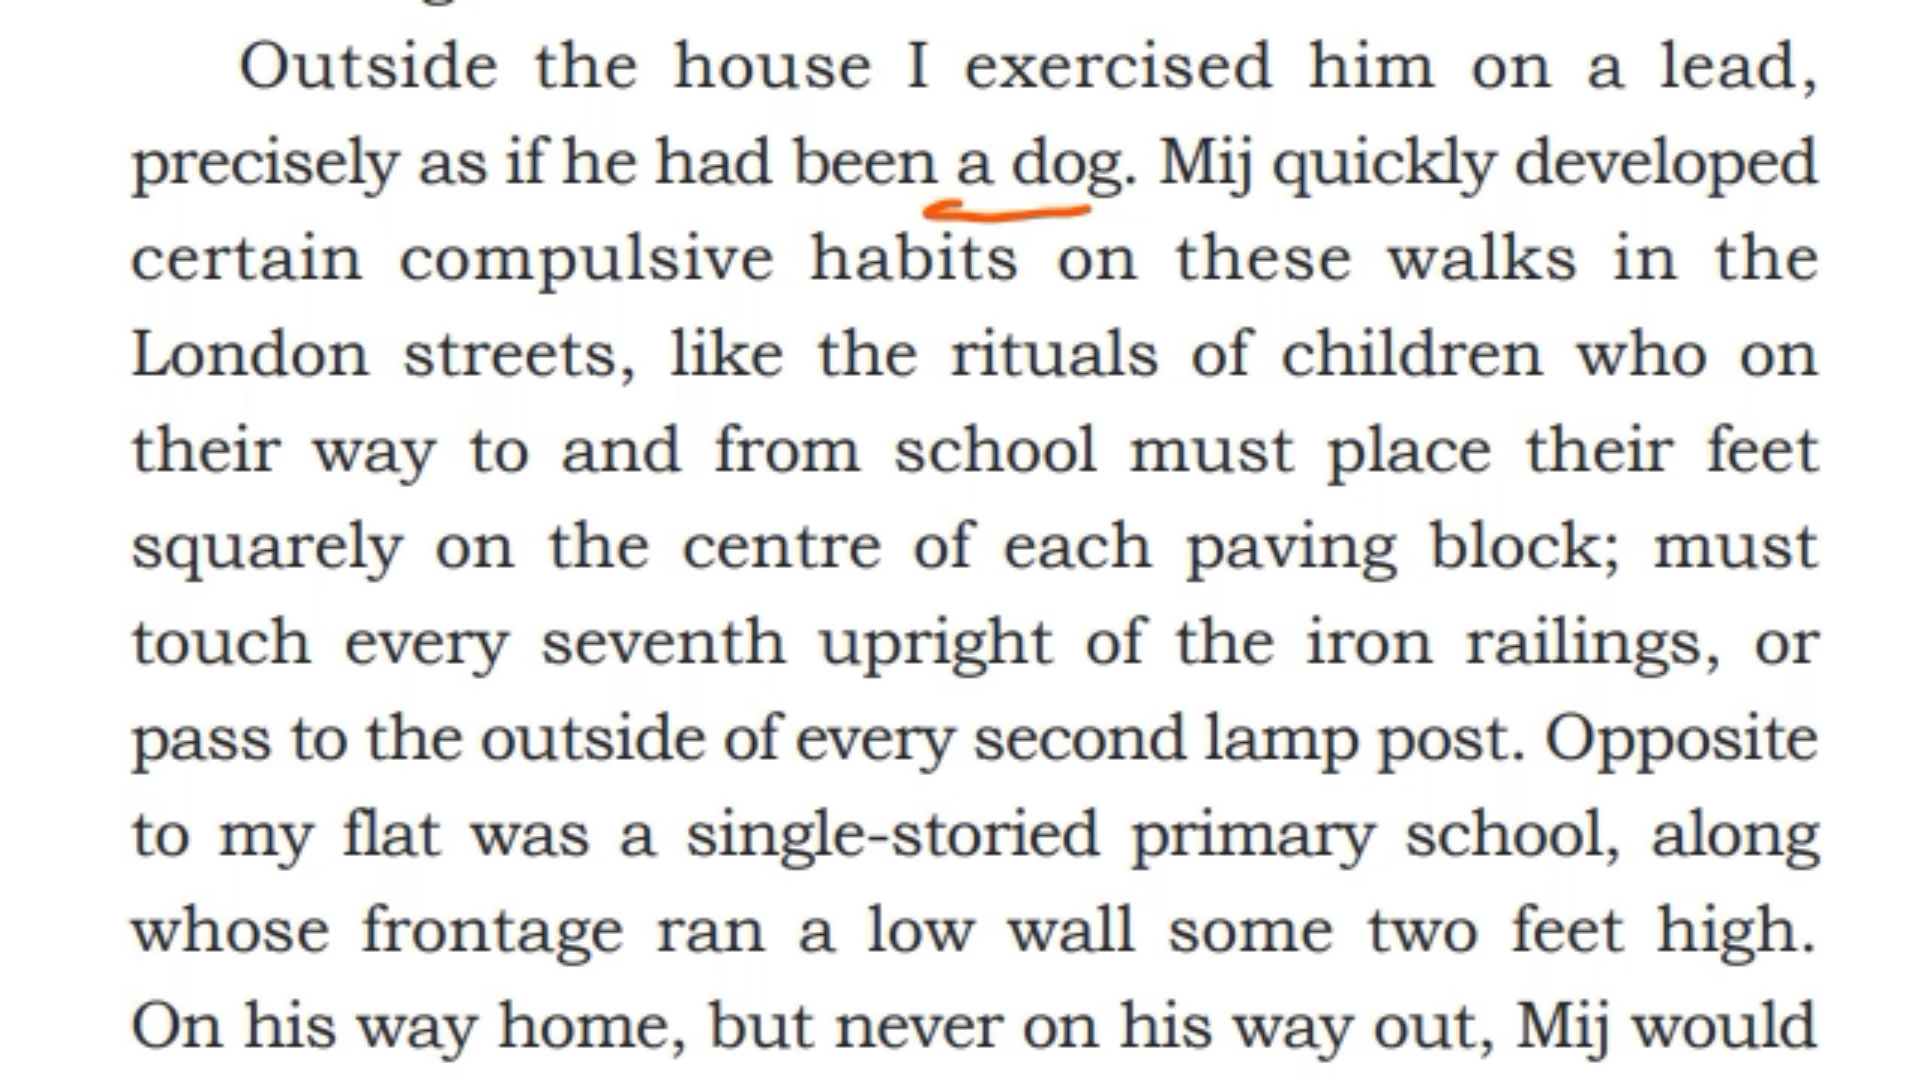 Outside the house I exercised him on a lead,
precisely as if he had been a dog. Mij quickly developed
certain compulsive habits on these walks in the
London streets, like the rituals of children who on
their way to and from school must place their feet
squarely on the centre of each paving block; must
touch every seventh upright of the iron railings, or
pass to the outside of every second lamp post. Opposite
to my flat was a single-storied primary school, along
whose frontage ran a low wall some two feet high.
On his way home, but never on his way out, Mij would